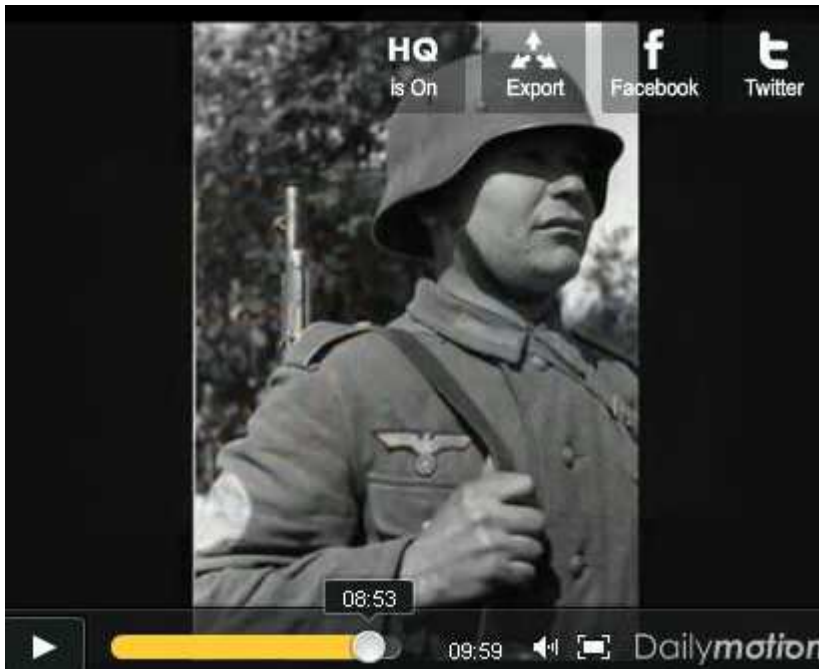 HQ
is On
Export
Facebook
Twitter
08:53
09:59
Dailymotion